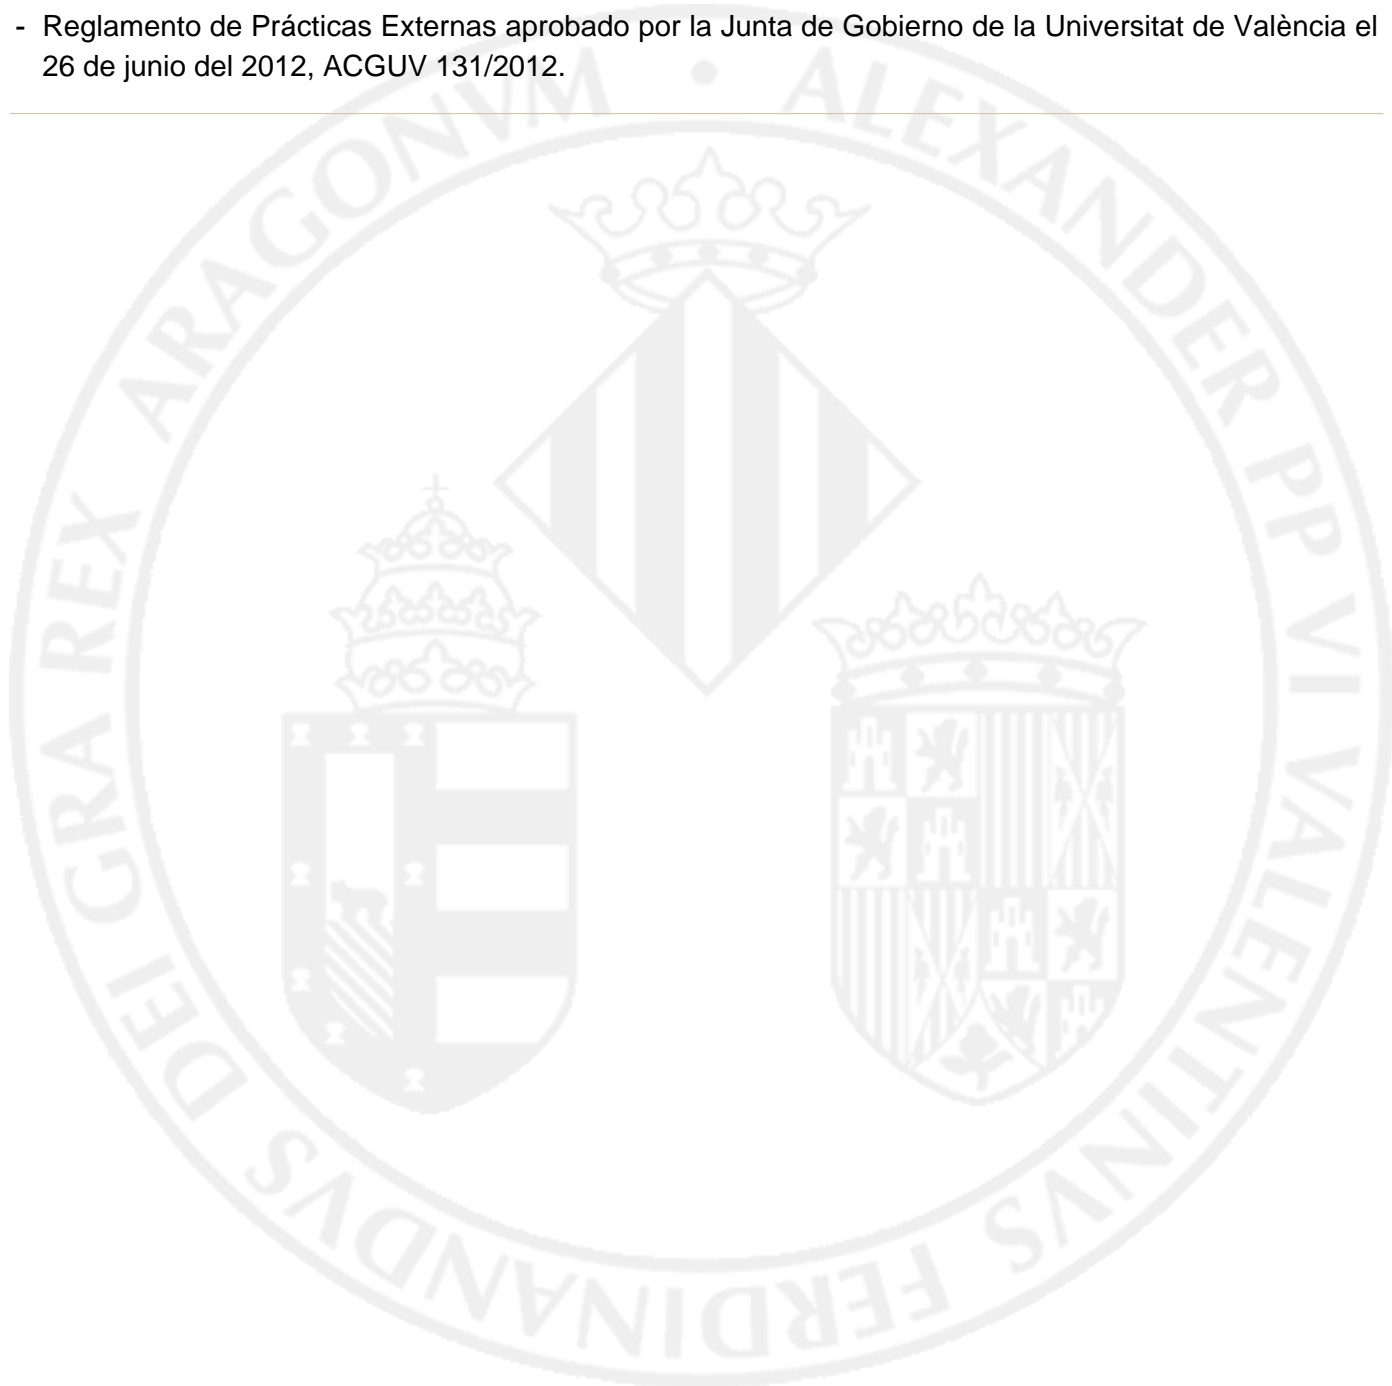 - Reglamento de Prácticas Externas aprobado por la Junta de Gobierno de la Universitat de València el
26 de junio del 2012, ACGUV 131/2012.
ALEXANDER PP VI VALENTINVS
FERDINANDVS DEI GRA REX ARAGONVM